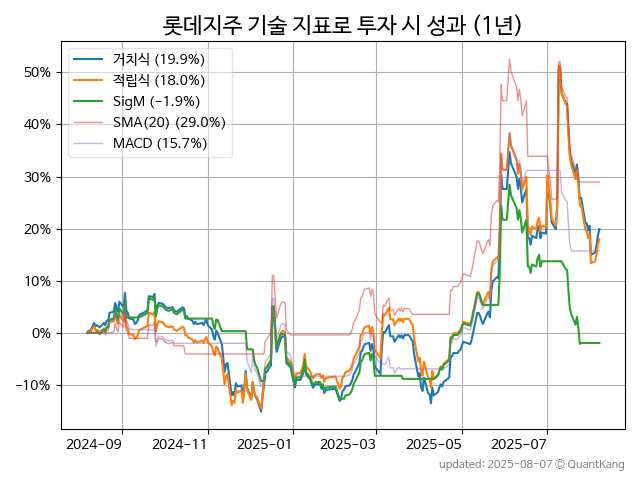 롯데지주 기술 지표로 투자 시 성과 (1년)
거치식 (19.9%)
적립식 (18.0%)
SigM (−1.9%)
SMA(20) (29.0%)
MACD (15.7%)
50%
40%
30%
20%
10%
0%
−10%
2024-09 2024-11 2025-01 2025-03 2025-05 2025-07
updated: 2025-08-07 © QuantKang